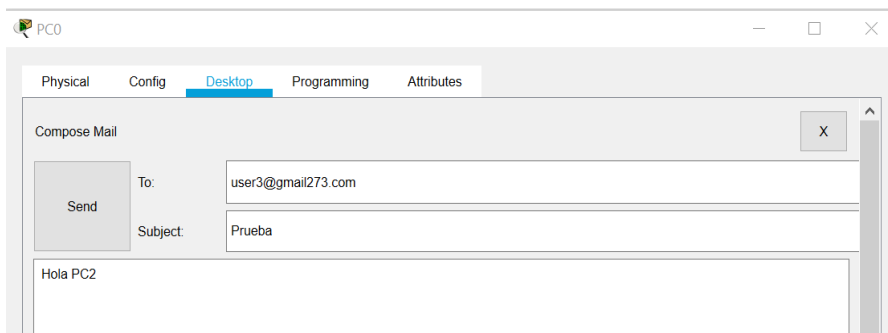 PC0
Physical Config Desktop Programming Attributes
Compose Mail
X
Send
To: user3@gmail273.com
Subject: Prueba
Hola PC2